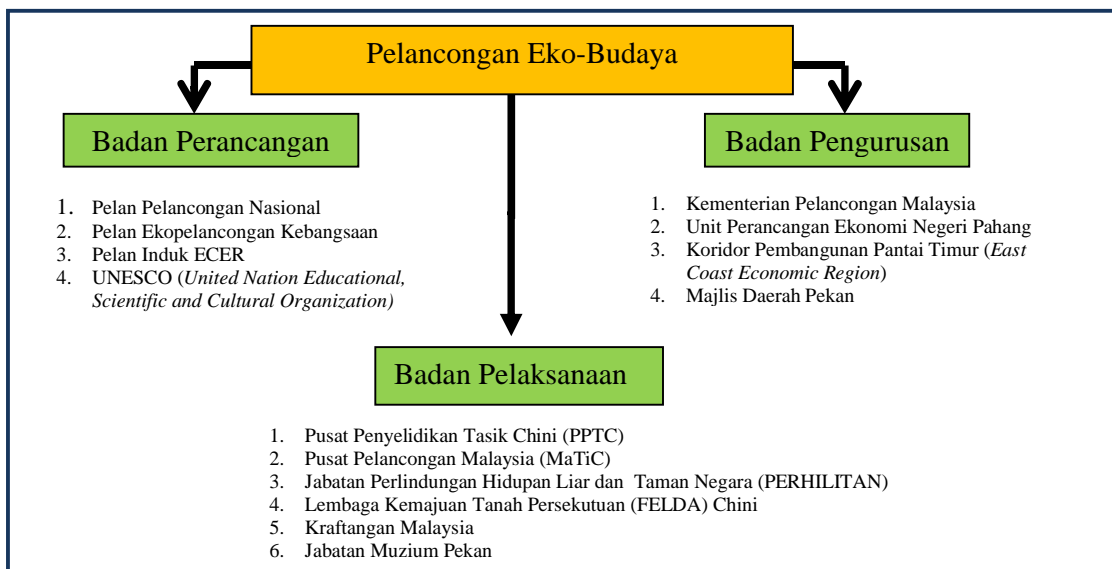 Pelancongan Eko-Budaya
Badan Perancangan
1. Pelan Pelancongan Nasional
2. Pelan Ekopelancongan Kebangsaan
3. Pelan Induk ECER
4. UNESCO (United Nation Educational,
Scientific and Cultural Organization)
Badan Pengurusan
1. Kementerian Pelancongan Malaysia
2. Unit Perancangan Ekonomi Negeri Pahang
3. Koridor Pembangunan Pantai Timur (East
Coast Economic Region)
4. Majlis Daerah Pekan
Badan Pelaksanaan
1. Pusat Penyelidikan Tasik Chini (PPTC)
2. Pusat Pelancongan Malaysia (MaTiC)
3. Jabatan Perlindungan Hidupan Liar dan Taman Negara (PERHILITAN)
4. Lembaga Kemajuan Tanah Persekutuan (FELDA) Chini
5. Kraftangan Malaysia
6. Jabatan Muzium Pekan